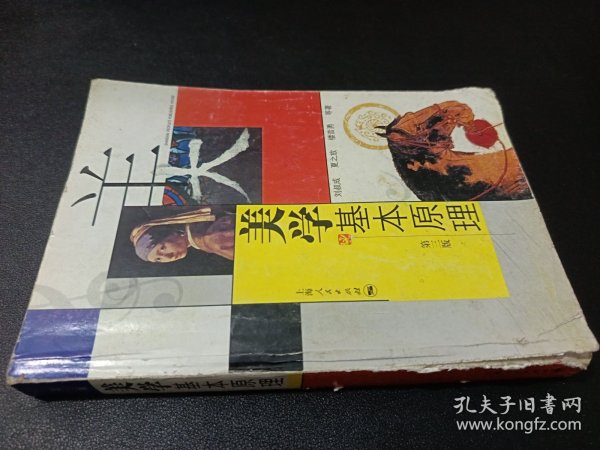 美
刘叔成 夏之放 楼昔勇 等著
美学
基本原理
第三版
上海人民出版社
美学基本原理
孔夫子旧书网
www.kongfz.com